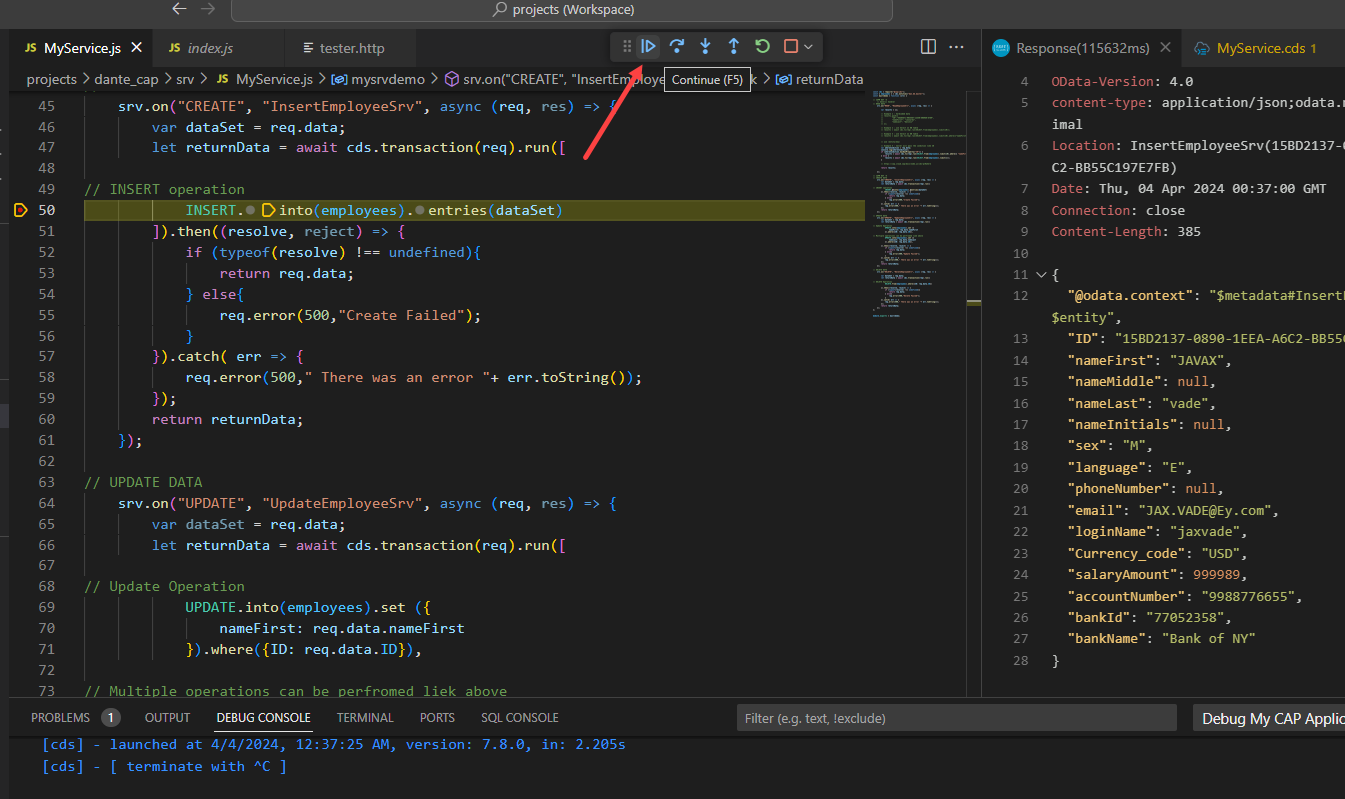 projects (Workspace)
JS MyService.js
JS index.js
tester.http
Continue (F5)
Response(115632ms)
MyService.cds 1
projects > dante_cap > srv > JS MyService.js > mysrvdemo > srv.on("CREATE", "InsertEmploye > returnData
45 srv.on("CREATE", "InsertEmployeeSrv", async (req, res) => {
46 var dataSet = req.data;
47 let returnData = await cds.transaction(req).run([
48
49 // INSERT operation
50 INSERT.into(employees).entries(dataSet)
51 ]).then((resolve, reject) => {
52 if (typeof(resolve) !== undefined){
53 return req.data;
54 } else{
55 req.error(500,"Create Failed");
56 }
57 }).catch( err => {
58 req.error(500," There was an error "+ err.toString());
59 });
60 return returnData;
61 });
62
63 // UPDATE DATA
64 srv.on("UPDATE", "UpdateEmployeeSrv", async (req, res) => {
65 var dataSet = req.data;
66 let returnData = await cds.transaction(req).run([
67
68 // Update Operation
69 UPDATE.into(employees).set ({
70 nameFirst: req.data.nameFirst
71 }).where({ID: req.data.ID}),
72
73 // Multiple operations can be perfromed liek above
4 OData-Version: 4.0
5 content-type: application/json;odata.
imal
6 Location: InsertEmployeeSrv(15BD2137-
C2-BB55C197E7FB)
7 Date: Thu, 04 Apr 2024 00:37:00 GMT
8 Connection: close
9 Content-Length: 385
10
11 {
12 "@odata.context": "$metadata#Insert
$entity",
13 "ID": "15BD2137-0890-1EEA-A6C2-BB55
14 "nameFirst": "JAVAX",
15 "nameMiddle": null,
16 "nameLast": "vade",
17 "nameInitials": null,
18 "sex": "M",
19 "language": "E",
20 "phoneNumber": null,
21 "email": "JAX.VADE@Ey.com",
22 "loginName": "jaxvade",
23 "Currency_code": "USD",
24 "salaryAmount": 999989,
25 "accountNumber": "9988776655",
26 "bankId": "77052358",
27 "bankName": "Bank of NY"
28 }
PROBLEMS 1 OUTPUT DEBUG CONSOLE TERMINAL PORTS SQL CONSOLE
Filter (e.g. text, !exclude)
Debug My CAP Applic
[cds] - launched at 4/4/2024, 12:37:25 AM, version: 7.8.0, in: 2.205s
[cds] - [ terminate with ^C ]